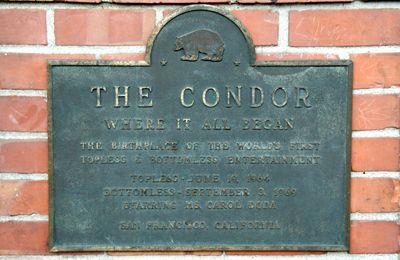 THE CONDOR
WHERE IT ALL BEGAN
THE BIRTHPLACE OF THE WORLD'S FIRST
TOPLESS & BOTTOMLESS ENTERTAINMENT
TOPLESS - JUNE 19, 1964
BOTTOMLESS - SEPTEMBER 3, 1969
STARRING MS. CAROL DODA
SAN FRANCISCO, CALIFORNIA